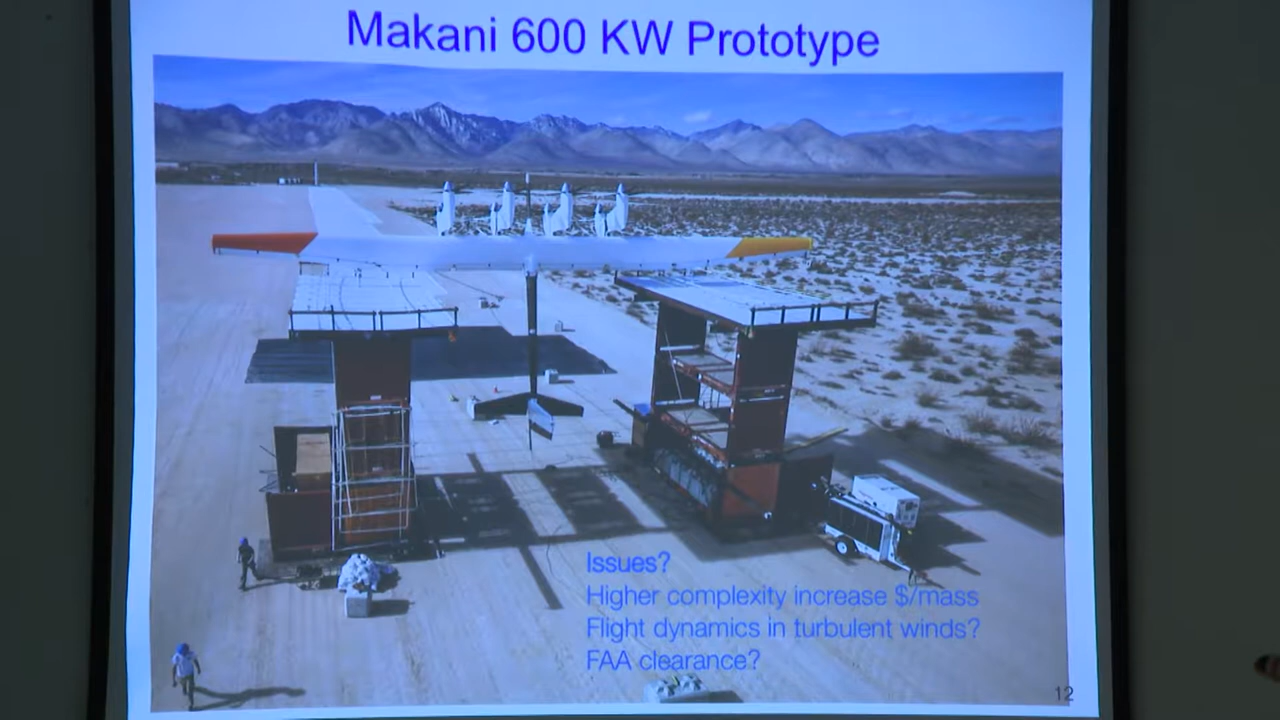 Makani 600 KW Prototype
Issues?
Higher complexity increase $/mass
Flight dynamics in turbulent winds?
FAA clearance?
12